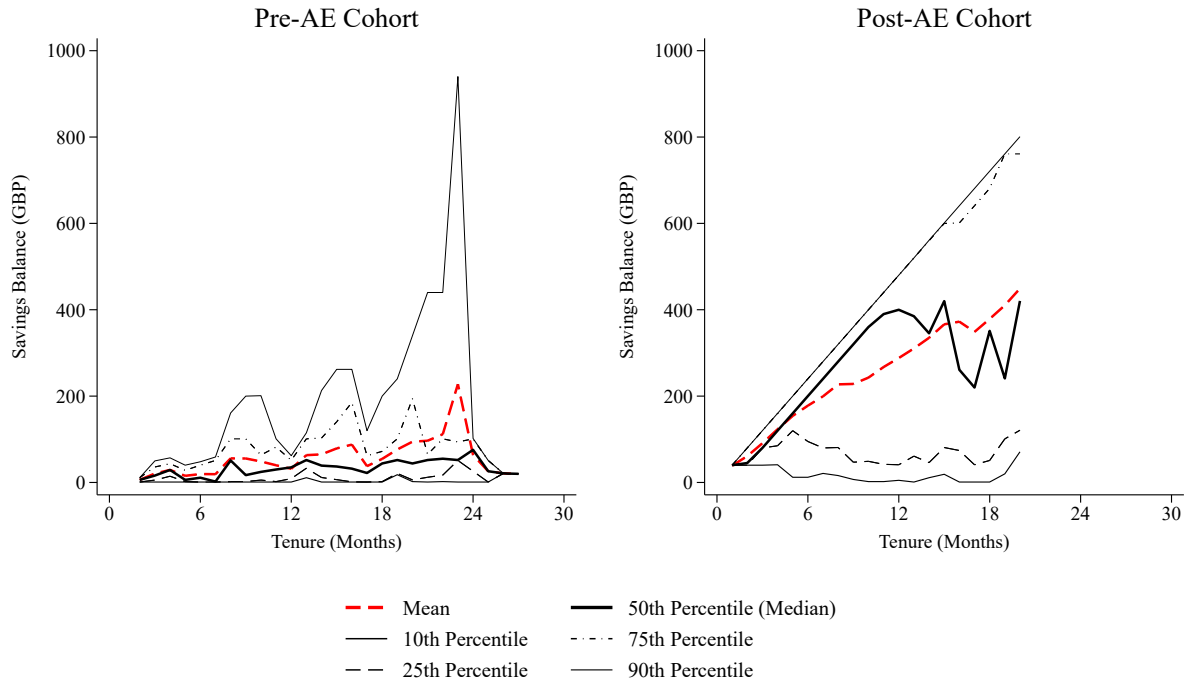 Pre-AE Cohort
1000
800
600
400
200
0
Savings Balance (GBP)
0 6 12 18 24 30
Tenure (Months)
Post-AE Cohort
1000
800
600
400
200
0
Savings Balance (GBP)
0 6 12 18 24 30
Tenure (Months)
Mean
50th Percentile (Median)
10th Percentile
75th Percentile
25th Percentile
90th Percentile